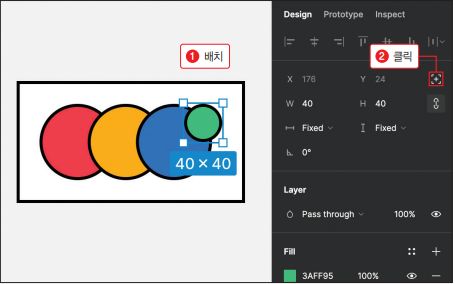 Design Prototype Inspect
1 배치
2 클릭
X 176 Y 24
W 40 H 40
Fixed Fixed
0°
40 × 40
Layer
Pass through 100%
Fill
3AFF95 100%